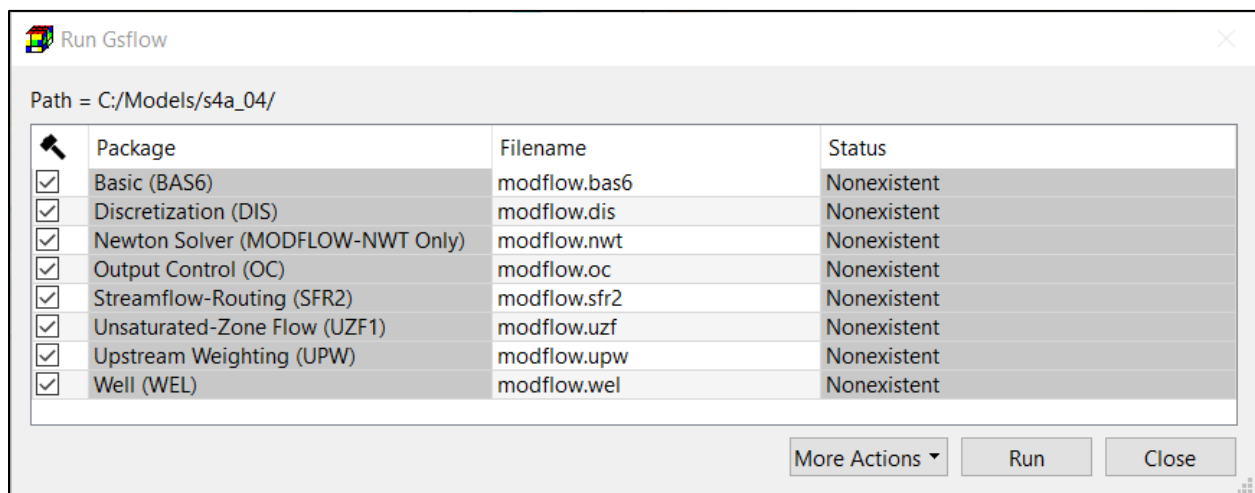 Run Gsflow
Path = C:/Models/s4a_04/
Package Filename Status
Basic (BAS6) modflow.bas6 Nonexistent
Discretization (DIS) modflow.dis Nonexistent
Newton Solver (MODFLOW-NWT Only) modflow.nwt Nonexistent
Output Control (OC) modflow.oc Nonexistent
Streamflow-Routing (SFR2) modflow.sfr2 Nonexistent
Unsaturated-Zone Flow (UZF1) modflow.uzf Nonexistent
Upstream Weighting (UPW) modflow.upw Nonexistent
Well (WEL) modflow.wel Nonexistent
More Actions Run Close